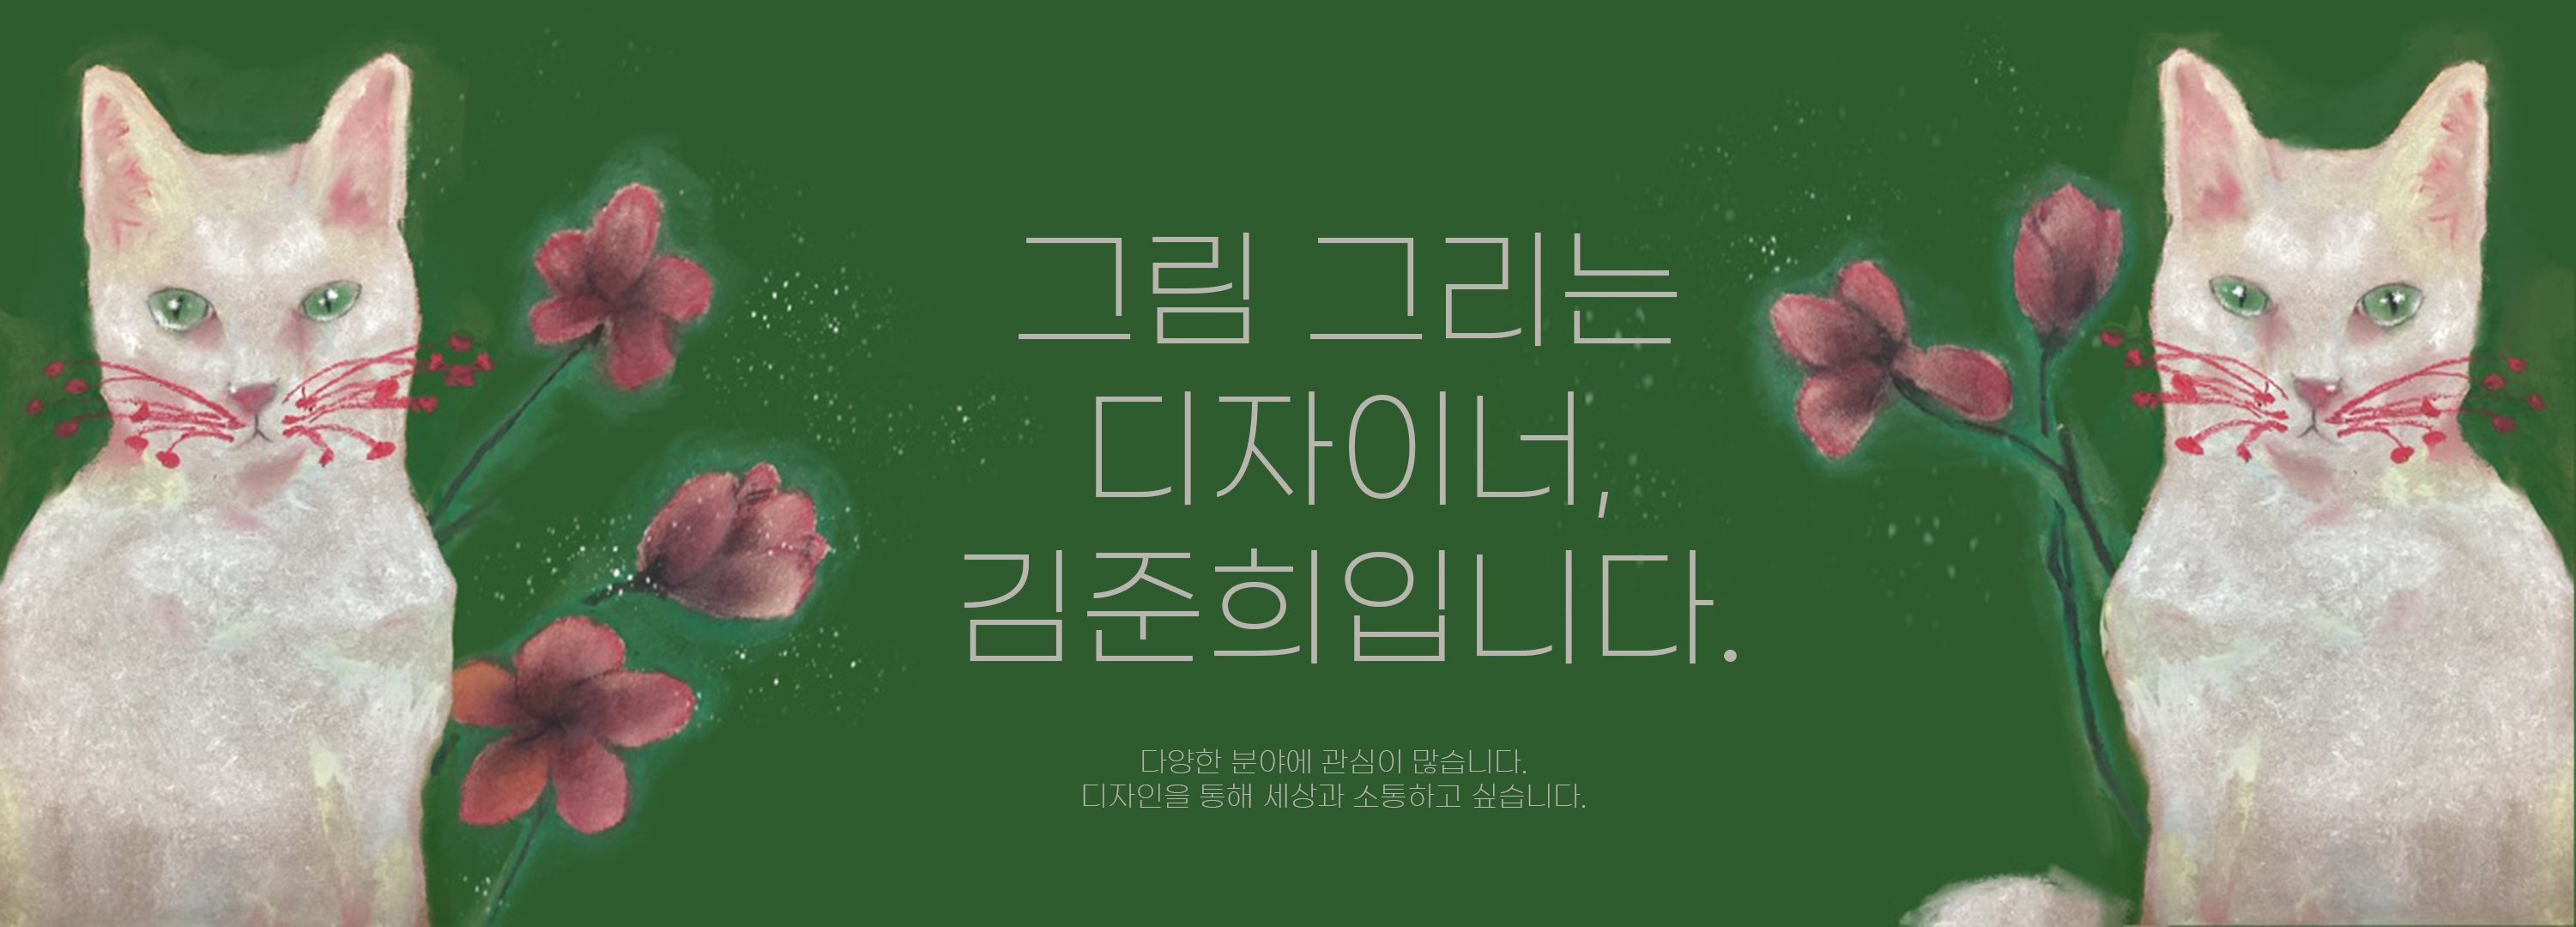 그림 그리는
디자이너,
김준희입니다.
다양한 분야에 관심이 많습니다.
디자인을 통해 세상과 소통하고 싶습니다.